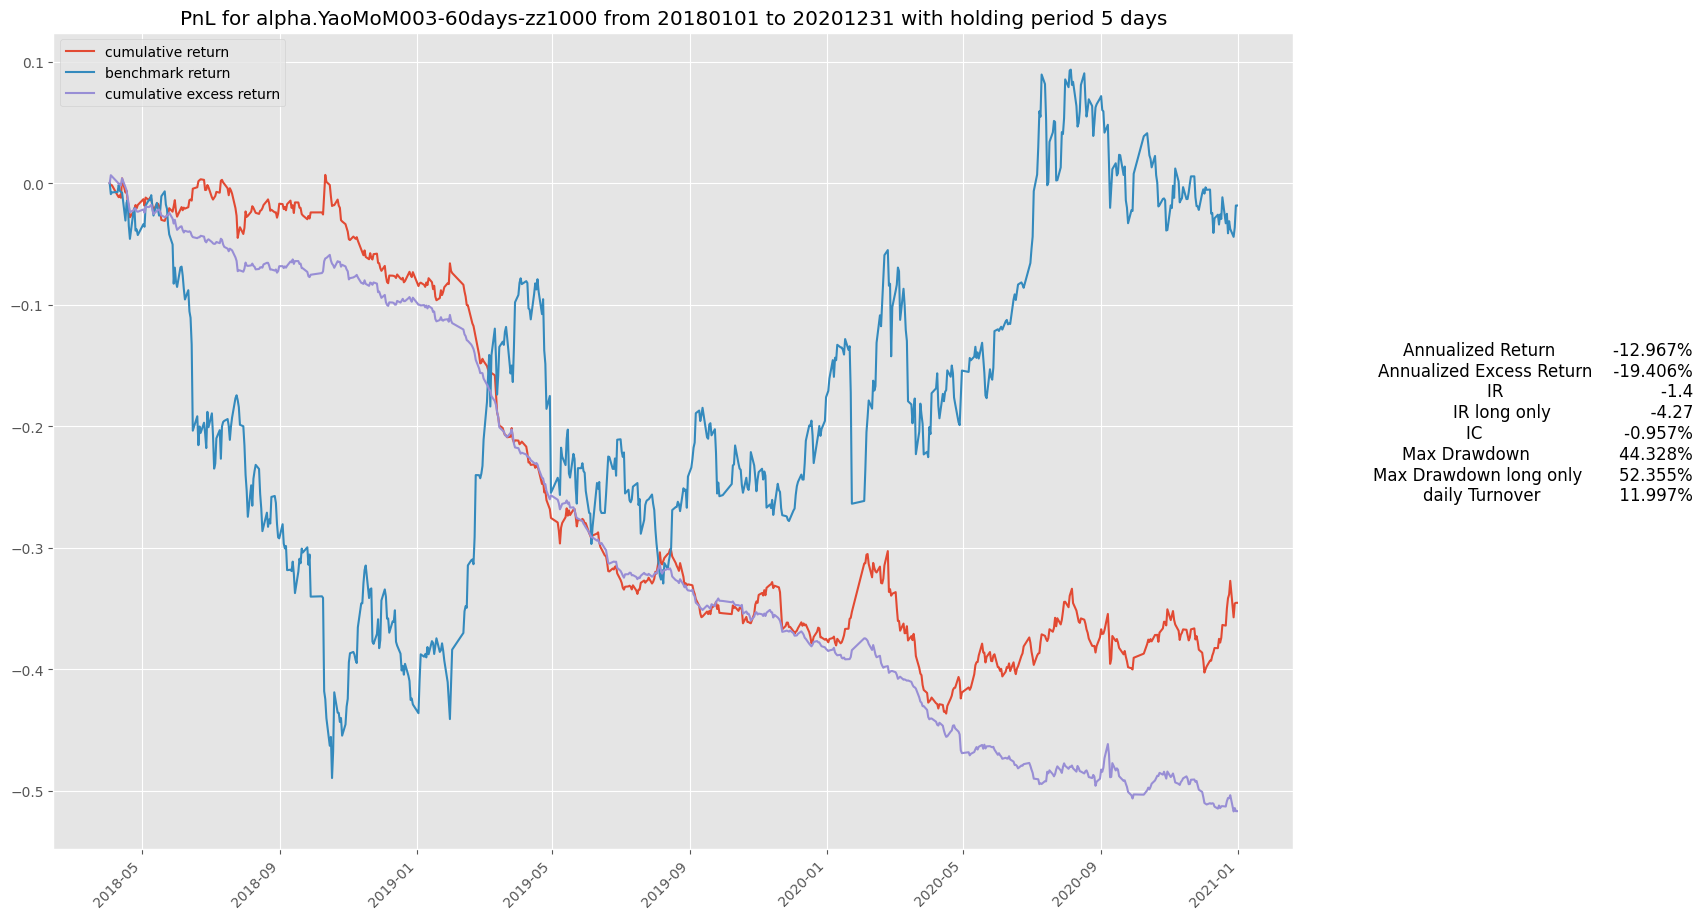 PnL for alpha.YaoMoM003-60days-zz1000 from 20180101 to 20201231 with holding period 5 days
cumulative return
benchmark return
cumulative excess return
0.1
0.0
−0.1
−0.2
−0.3
−0.4
−0.5
2018-05
2018-09
2019-01
2019-05
2019-09
2020-01
2020-05
2020-09
2021-01
Annualized Return -12.967%
Annualized Excess Return -19.406%
IR -1.4
IR long only -4.27
IC -0.957%
Max Drawdown 44.328%
Max Drawdown long only 52.355%
daily Turnover 11.997%